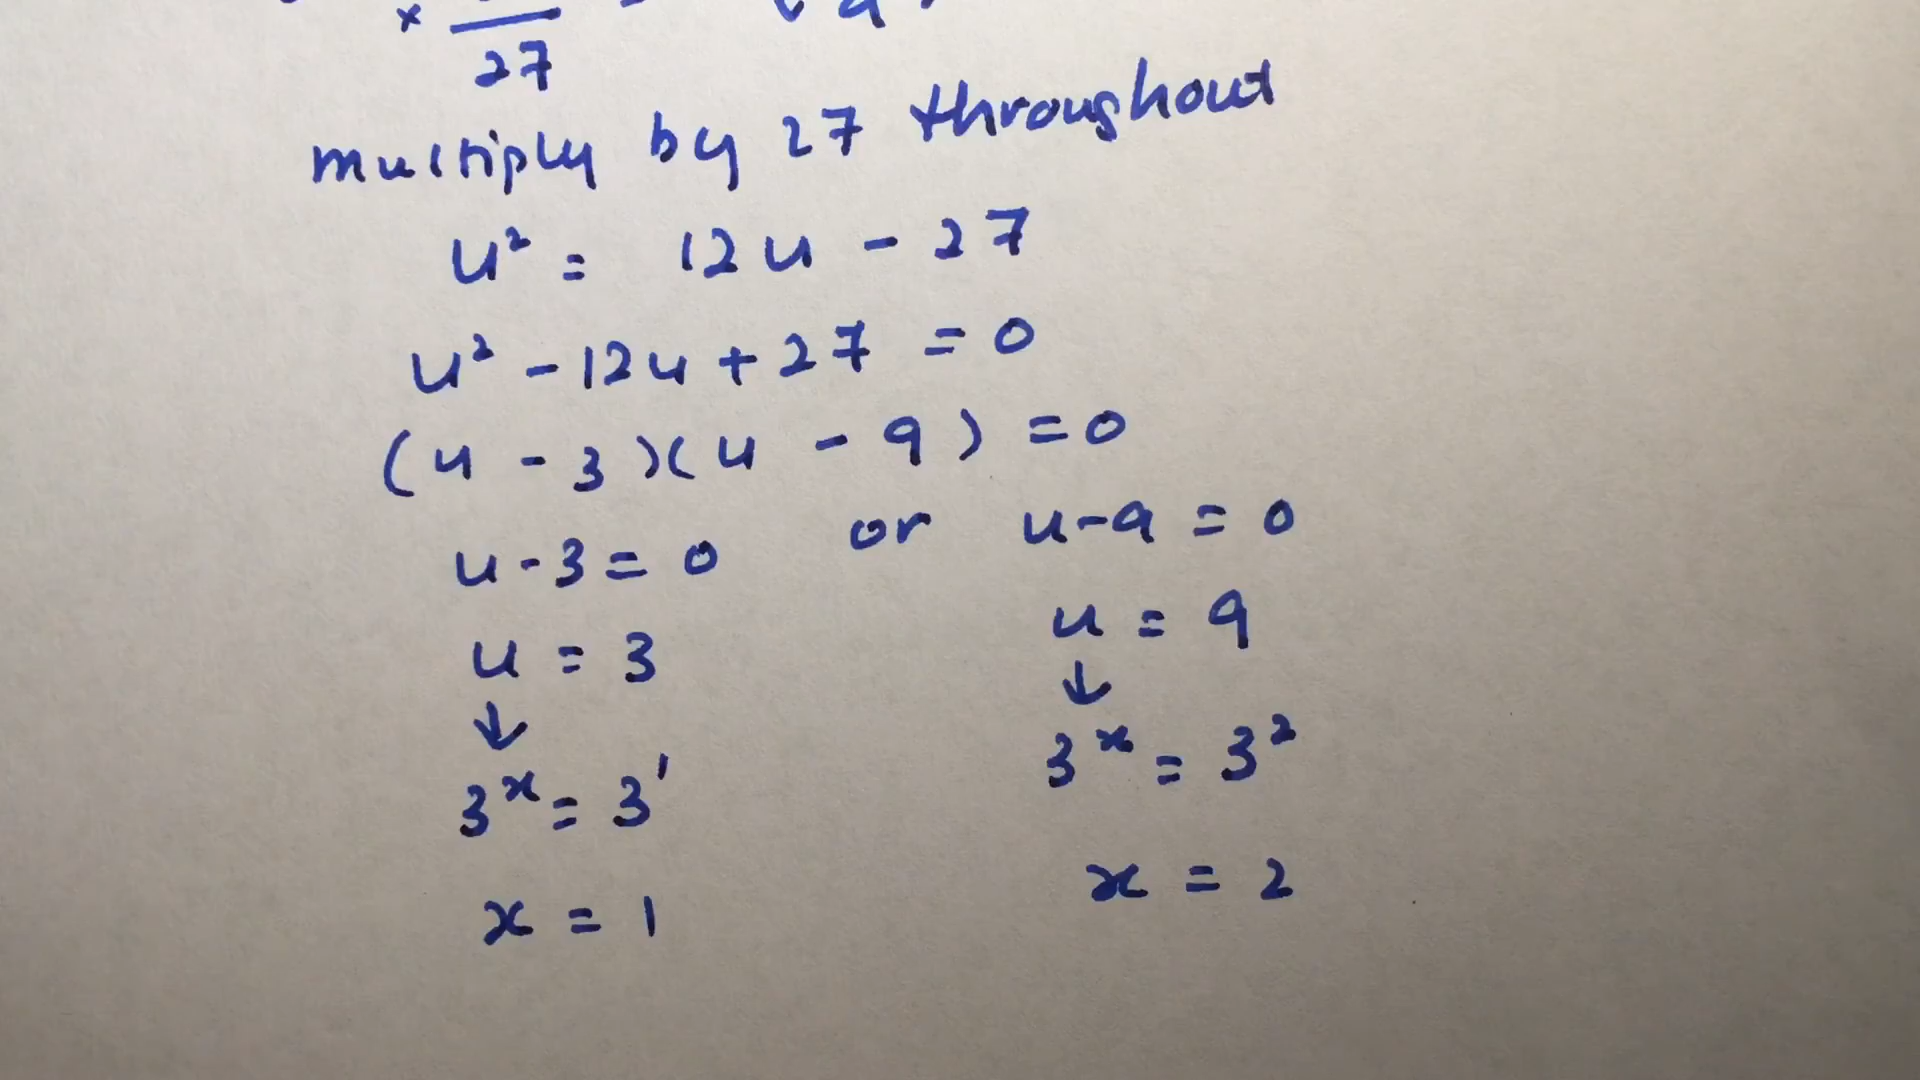 27
multiply by 27 throughout
u² = 12u - 27
u² - 12u + 27 = 0
(u - 3)(u - 9) = 0
u - 3 = 0 or u - 9 = 0
u = 3 u = 9
↓ ↓
3ˣ = 3¹ 3ˣ = 3²
x = 1 x = 2